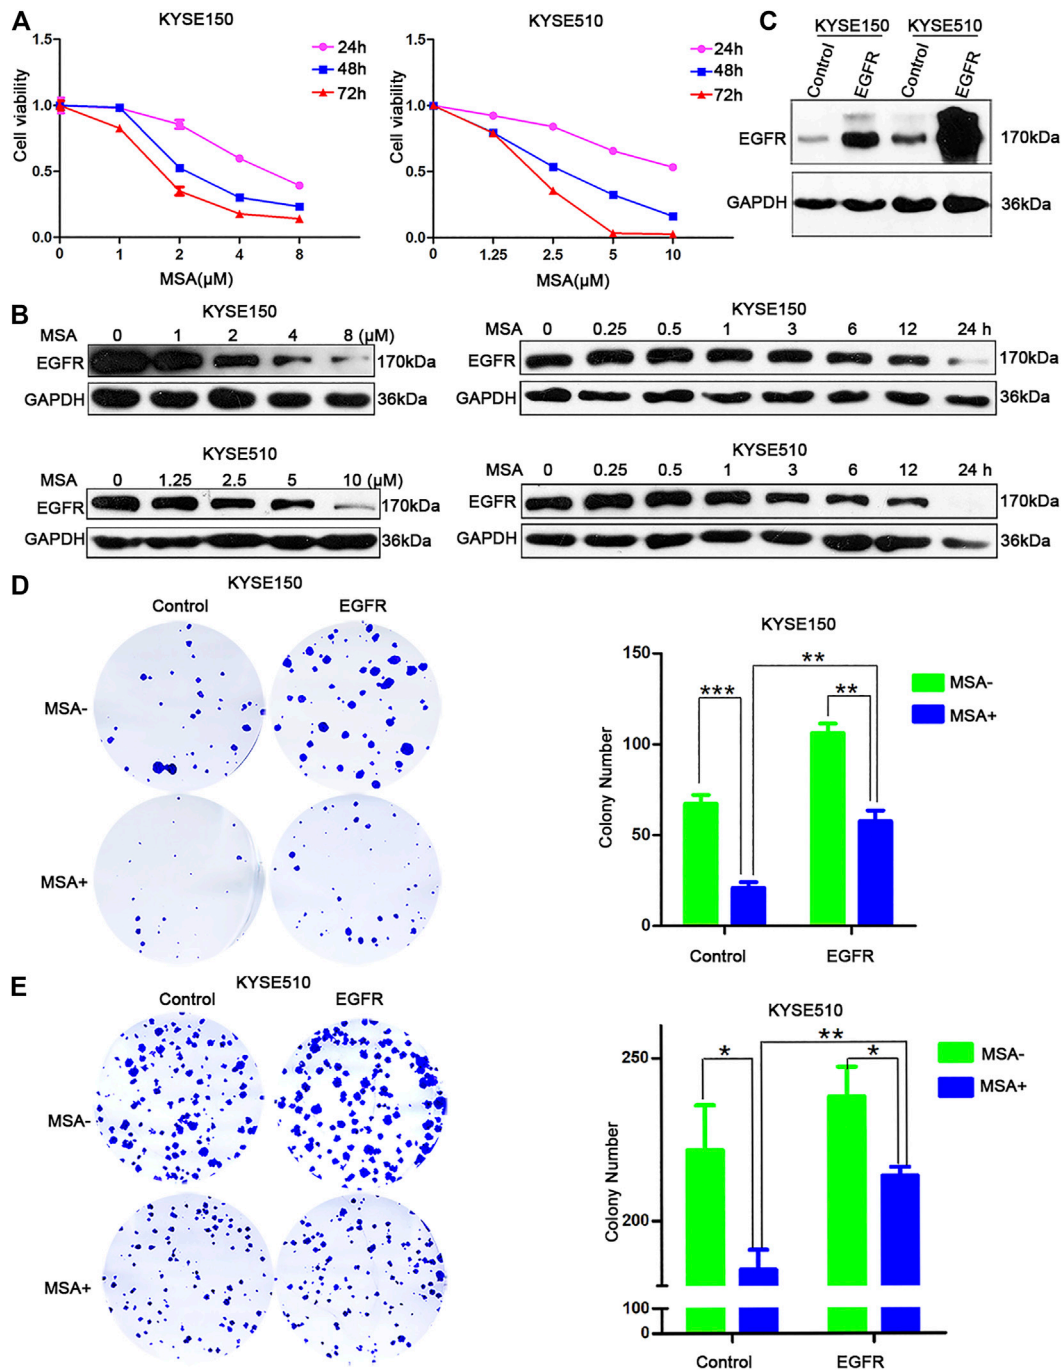 A
KYSE150
1.5
1.0
0.5
0.0
Cell viability
24h
48h
72h
0 1 2 4 8
MSA(μM)
KYSE510
1.5
1.0
0.5
0.0
Cell viability
24h
48h
72h
0 1.25 2.5 5 10
MSA(μM)
C
KYSE150 KYSE510
Control EGFR Control EGFR
EGFR 170kDa
GAPDH 36kDa
B
KYSE150
MSA 0 1 2 4 8 (μM)
EGFR 170kDa
GAPDH 36kDa
KYSE150
MSA 0 0.25 0.5 1 3 6 12 24 h
EGFR 170kDa
GAPDH 36kDa
KYSE510
MSA 0 1.25 2.5 5 10 (μM)
EGFR 170kDa
GAPDH 36kDa
KYSE510
MSA 0 0.25 0.5 1 3 6 12 24 h
EGFR 170kDa
GAPDH 36kDa
D
KYSE150
Control EGFR
MSA-
MSA+
KYSE150
150
100
50
0
Colony Number
*** ** **
MSA-
MSA+
Control EGFR
E
KYSE510
Control EGFR
MSA-
MSA+
KYSE510
250
200
100
0
Colony Number
* ** *
MSA-
MSA+
Control EGFR